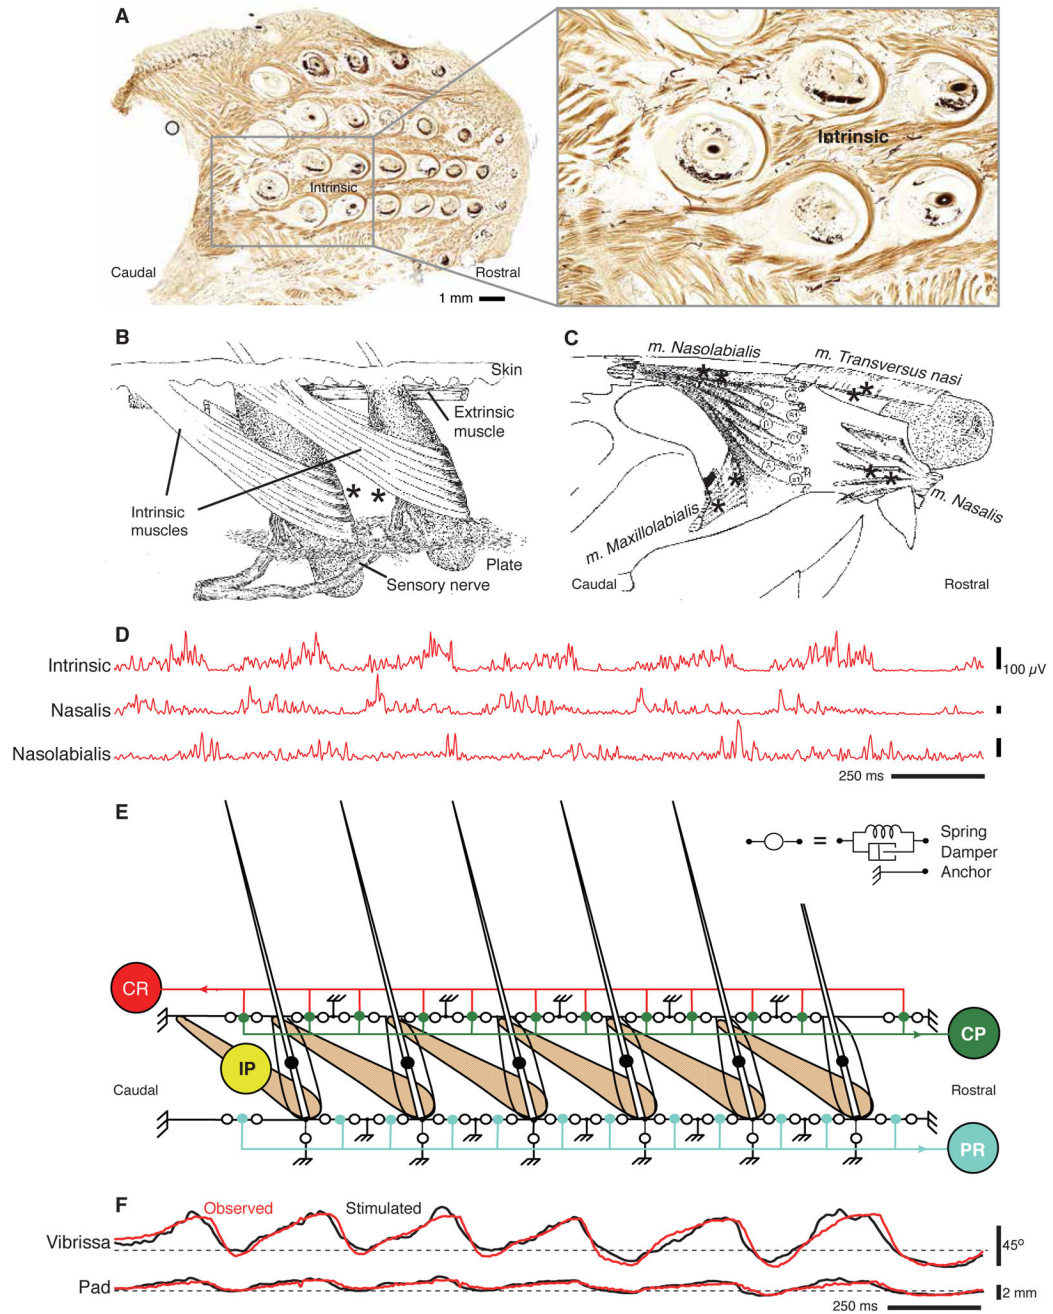 A
Intrinsic
Intrinsic
Caudal
Rostral
1 mm
B
Skin
Extrinsic
muscle
Intrinsic
muscles
Plate
Sensory nerve
C
m. Nasolabialis
m. Transversus nasi
m. Maxillolabialis
m. Nasalis
Caudal
Rostral
D
Intrinsic
100 µV
Nasalis
Nasolabialis
250 ms
E
Spring
Damper
Anchor
CR
CP
IP
Caudal
Rostral
PR
F
Observed
Stimulated
Vibrissa
45°
Pad
2 mm
250 ms